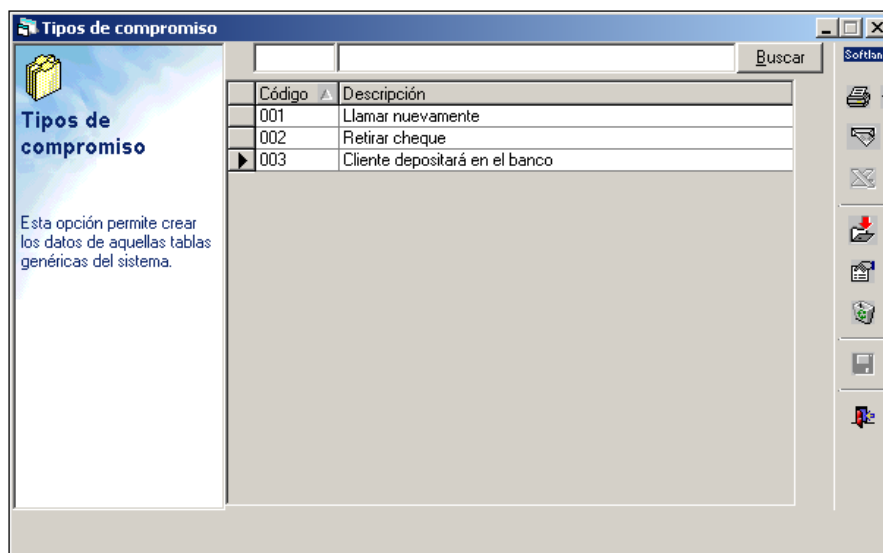 Tipos de compromiso
Buscar
Tipos de
compromiso
Esta opción permite crear
los datos de aquellas tablas
genéricas del sistema.
Código Descripción
001 Llamar nuevamente
002 Retirar cheque
003 Cliente depositará en el banco
Softlan